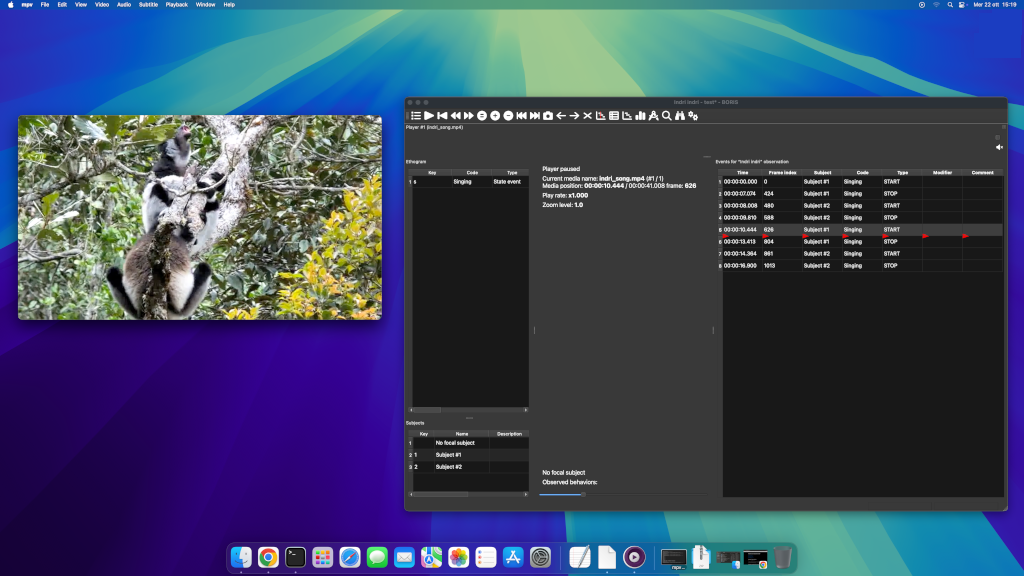 mpv File Edit View Video Audio Subtitle Playback Window Help
Mer 22 ott 15:19
Indri indri - test* - BORIS
Player #1 (indri_song.mp4)
Ethogram
Key Code Type
1 s Singing State event
Player paused
Current media name: indri_song.mp4 (#1 / 1)
Media position: 00:00:10.444 / 00:00:41.008 frame: 626
Play rate: x1.000
Zoom level: 1.0
Events for "Indri indri" observation
Time Frame index Subject Code Type Modifier Comment
1 00:00:00.000 0 Subject #1 Singing START
2 00:00:07.074 424 Subject #1 Singing STOP
3 00:00:08.008 480 Subject #2 Singing START
4 00:00:09.810 588 Subject #2 Singing STOP
5 00:00:10.444 626 Subject #1 Singing START
6 00:00:13.413 804 Subject #1 Singing STOP
7 00:00:14.364 861 Subject #2 Singing START
8 00:00:16.900 1013 Subject #2 Singing STOP
Subjects
Key Name Description
1 No focal subject
2 1 Subject #1
3 2 Subject #2
No focal subject
Observed behaviors:
mpv